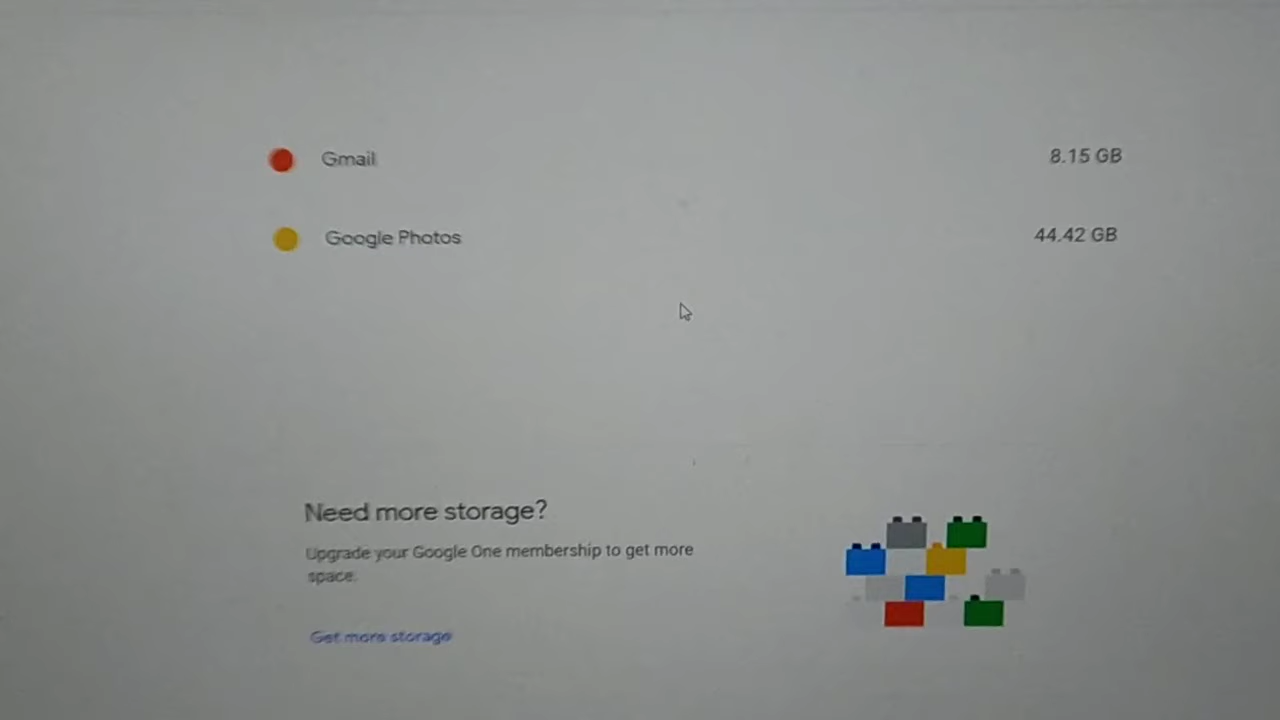 Gmail 8.15 GB
Google Photos 44.42 GB
Need more storage?
Upgrade your Google One membership to get more
space.
Get more storage